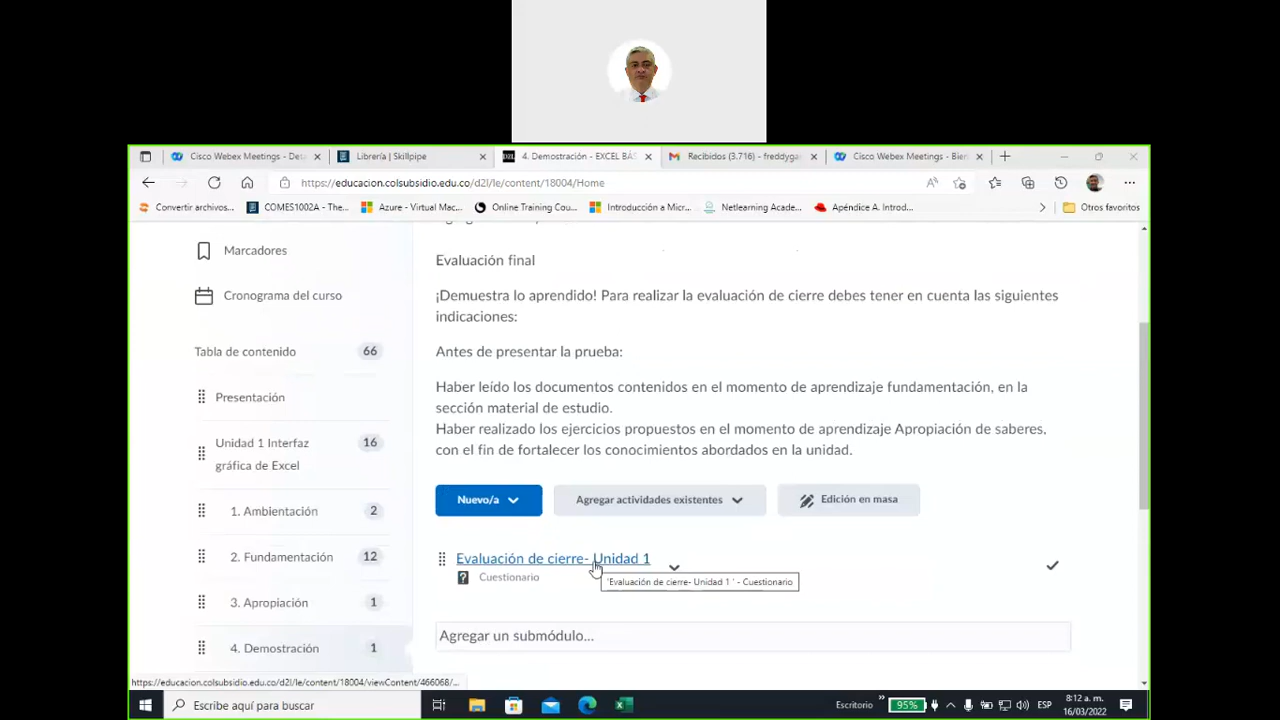 Cisco Webex Meetings - Det
Librería | Skillpipe
4. Demostración - EXCEL BÁS
Recibidos (3.716) - freddyga
Cisco Webex Meetings - Bien
https://educacion.colsubsidio.edu.co/d2l/le/content/18004/Home
Convertir archivos...
COMES1002A - The...
Azure - Virtual Mac...
Online Training Cou...
Introducción a Micr...
Netlearning Acade...
Apéndice A. Introd...
Otros favoritos
Marcadores
Cronograma del curso
Tabla de contenido 66
Presentación
Unidad 1 Interfaz
gráfica de Excel
16
1. Ambientación 2
2. Fundamentación 12
3. Apropiación 1
4. Demostración 1
Evaluación final
¡Demuestra lo aprendido! Para realizar la evaluación de cierre debes tener en cuenta las siguientes
indicaciones:
Antes de presentar la prueba:
Haber leído los documentos contenidos en el momento de aprendizaje fundamentación, en la
sección material de estudio.
Haber realizado los ejercicios propuestos en el momento de aprendizaje Apropiación de saberes,
con el fin de fortalecer los conocimientos abordados en la unidad.
Nuevo/a
Agregar actividades existentes
Edición en masa
Evaluación de cierre- Unidad 1
Cuestionario
'Evaluación de cierre- Unidad 1 ' - Cuestionario
Agregar un submódulo...
https://educacion.colsubsidio.edu.co/d2l/le/content/18004/viewContent/466068/...
Escribe aquí para buscar
Escritorio
95%
ESP
8:12 a. m.
16/03/2022